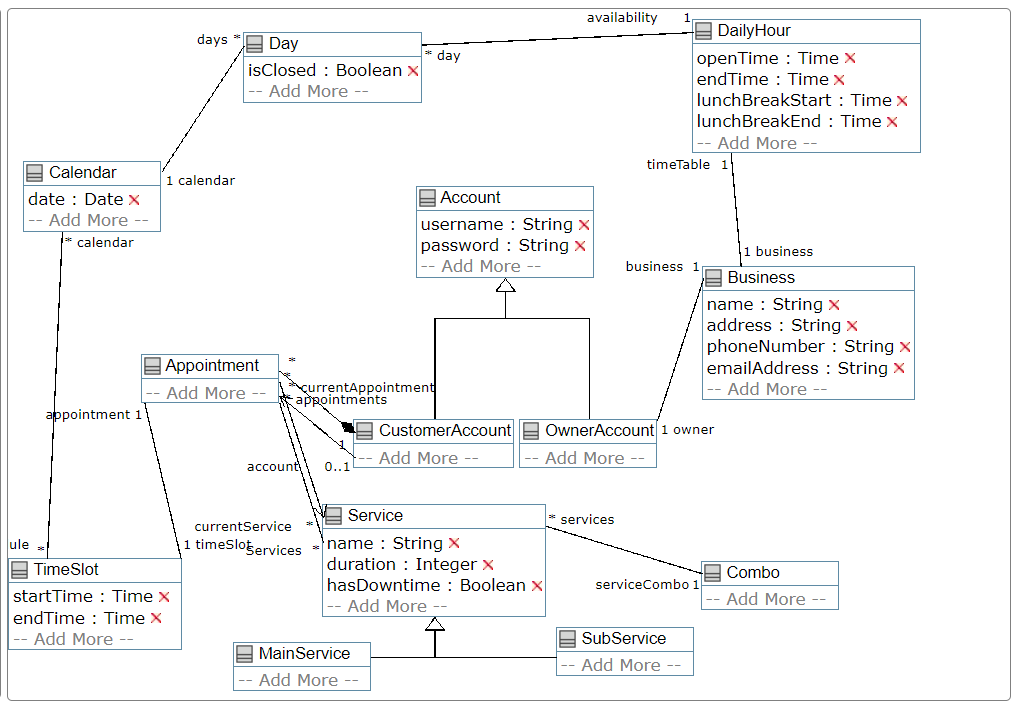 availability 1
DailyHour
openTime : Time
endTime : Time
lunchBreakStart : Time
lunchBreakEnd : Time
-- Add More --
days *
Day
isClosed : Boolean
-- Add More --
* day
timeTable 1
Calendar
date : Date
-- Add More --
1 calendar
* calendar
Account
username : String
password : String
-- Add More --
1 business
business 1
Business
name : String
address : String
phoneNumber : String
emailAddress : String
-- Add More --
Appointment
-- Add More --
*
*
* currentAppointment
* appointments
appointment 1
CustomerAccount
-- Add More --
OwnerAccount
-- Add More --
1 owner
1
account 0..1
currentService *
Services *
Service
name : String
duration : Integer
hasDowntime : Boolean
-- Add More --
* services
ule *
1 timeSlot
TimeSlot
startTime : Time
endTime : Time
-- Add More --
serviceCombo 1
Combo
-- Add More --
MainService
-- Add More --
SubService
-- Add More --